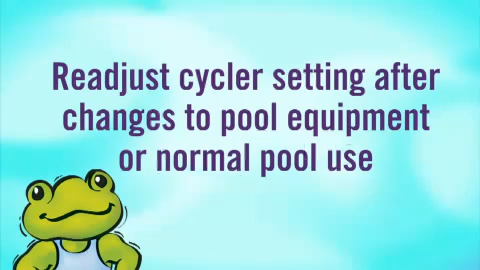 Readjust cycler setting after
changes to pool equipment
or normal pool use